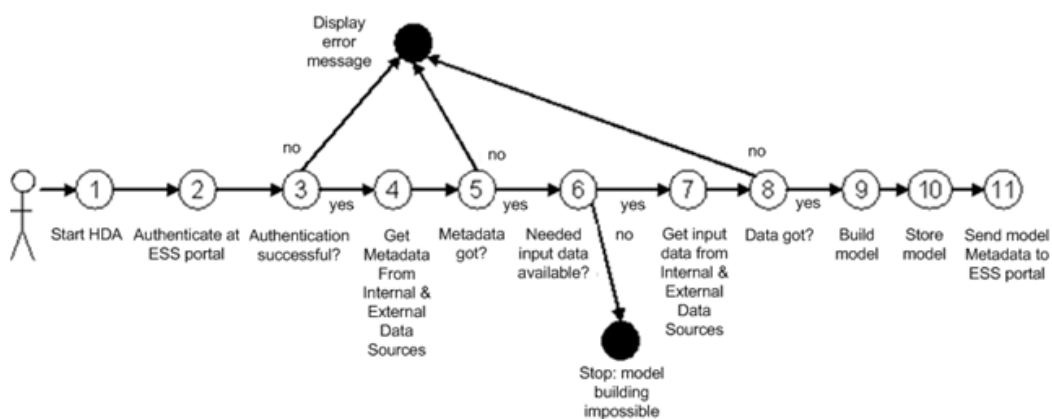 Display
error
message
no
no
no
1
2
3
4
5
6
7
8
9
10
11
yes
yes
yes
yes
Start HDA
Authenticate at
ESS portal
Authentication
successful?
Get
Metadata
From
Internal &
External
Data
Sources
Metadata
got?
Needed
input data
available?
no
Get input
data from
Internal &
External
Data
Sources
Data got?
Build
model
Store
model
Send model
Metadata to
ESS portal
Stop: model
building
impossible